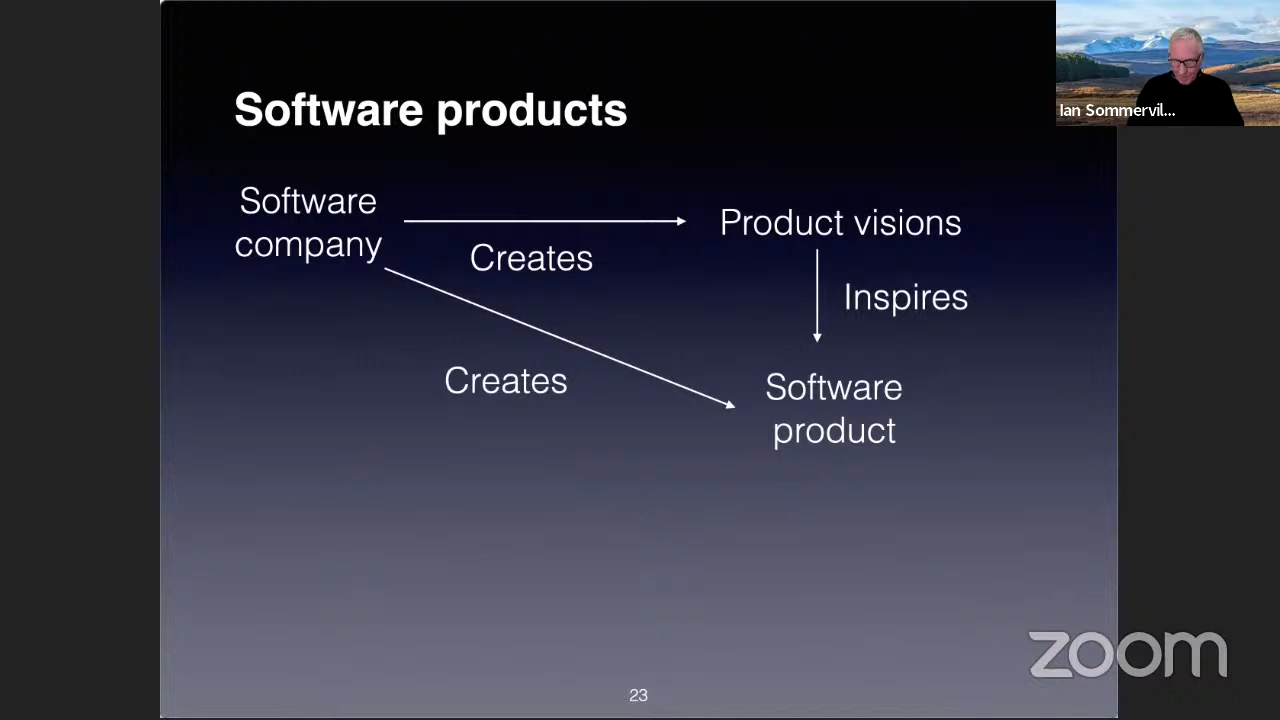 Software products
Ian Sommervil...
Software
company
Creates
Product visions
Inspires
Creates
Software
product
zoom
23